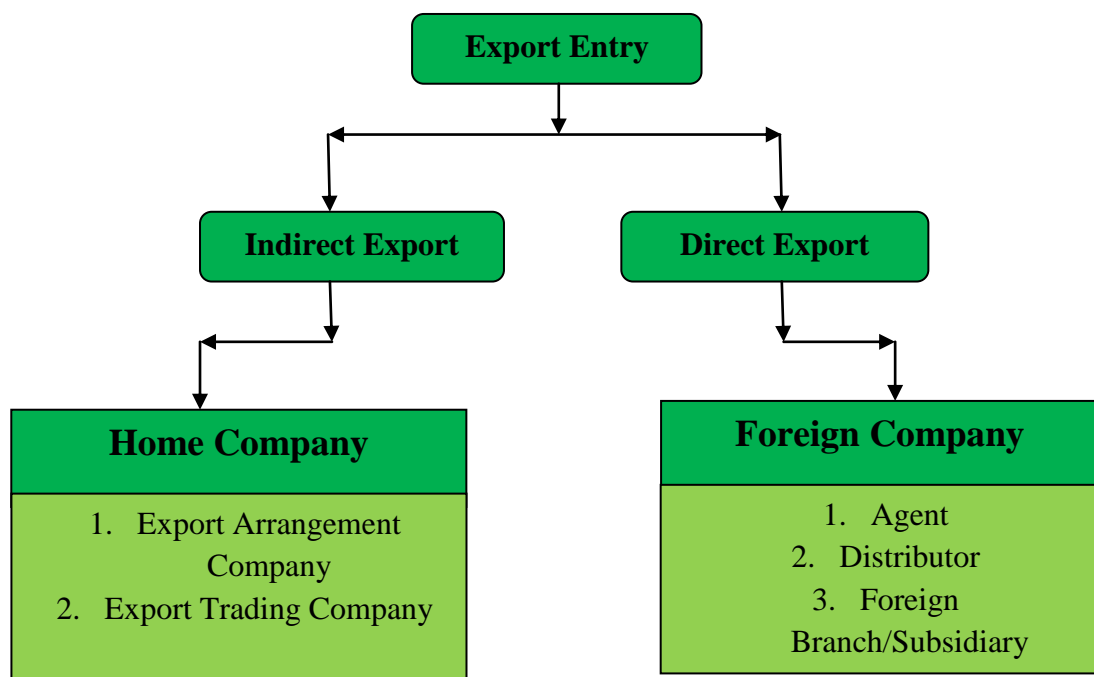 Export Entry
Indirect Export
Direct Export
Home Company
1. Export Arrangement
Company
2. Export Trading Company
Foreign Company
1. Agent
2. Distributor
3. Foreign
Branch/Subsidiary